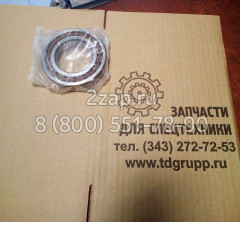 2zap.ru
ЗАПЧАСТИ
8 (800) 551-78-90
ДЛЯ СПЕЦТЕХНИКИ
тел. (343) 272-72-53
www.tdgrupp.ru